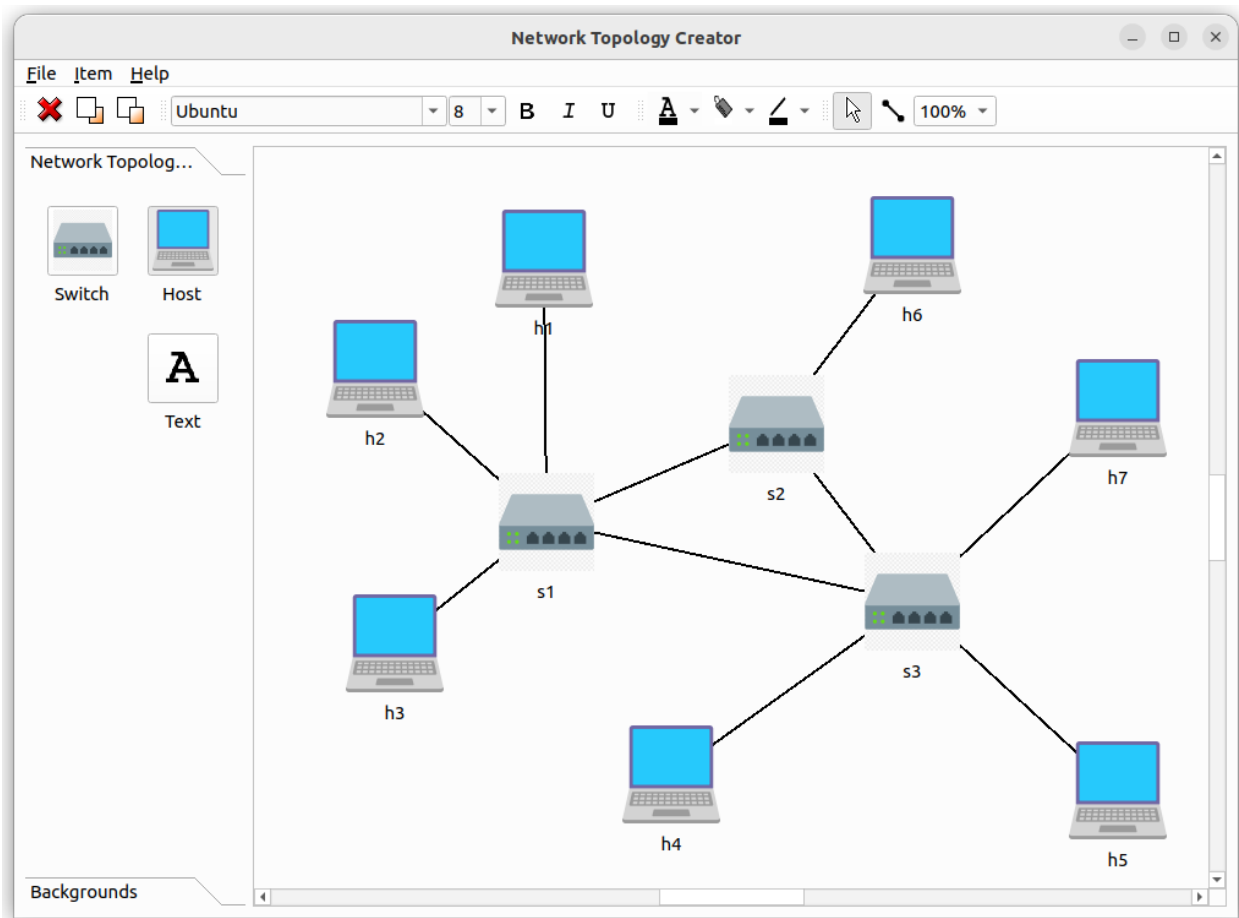 Network Topology Creator
File Item Help
Ubuntu 8 B I U A 100%
Network Topolog...
Switch Host
A
Text
Backgrounds
h1
h6
h2
h7
s2
s1
s3
h3
h4
h5